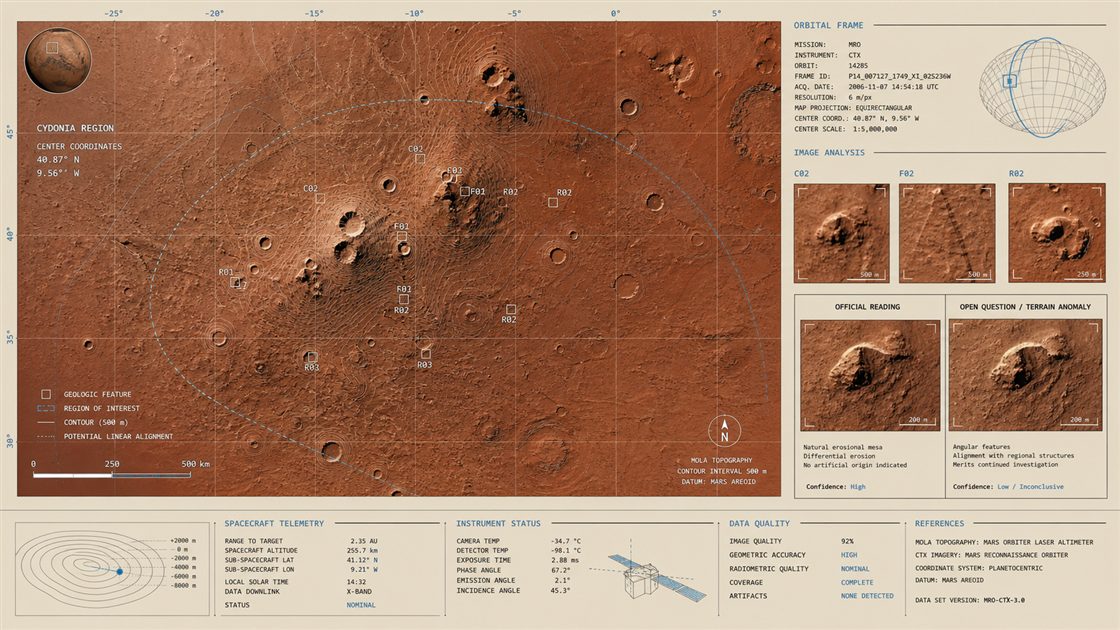 -25° -20° -15° -10° -5° 0° 5°
45°
40°
35°
30°
CYDONIA REGION
CENTER COORDINATES
40.87° N
9.56°' W
C02
F03
F01
R02
R02
C02
F01
R01
F01
R02
R02
R03
R03
GEOLOGIC FEATURE
REGION OF INTEREST
CONTOUR (500 m)
POTENTIAL LINEAR ALIGNMENT
0 250 500 km
N
MOLA TOPOGRAPHY
CONTOUR INTERVAL 500 m
DATUM: MARS AREOID
ORBITAL FRAME
MISSION: MRO
INSTRUMENT: CTX
ORBIT: 14285
FRAME ID: P14_007127_1749_XI_025236W
ACQ. DATE: 2006-11-07 14:54:18 UTC
RESOLUTION: 6 m/px
MAP PROJECTION: EQUIRECTANGULAR
CENTER COORD.: 40.87° N, 9.56° W
CENTER SCALE: 1:5,000,000
IMAGE ANALYSIS
C02 F02 R02
500 m 500 m 250 m
OFFICIAL READING
200 m
Natural erosional mesa
Differential erosion
No artificial origin indicated
Confidence: High
OPEN QUESTION / TERRAIN ANOMALY
200 m
Angular features
Alignment with regional structures
Merits continued investigation
Confidence: Low / Inconclusive
+2000 m
0 m
-2000 m
-4000 m
-6000 m
-8000 m
SPACECRAFT TELEMETRY
RANGE TO TARGET 2.35 AU
SPACECRAFT ALTITUDE 255.7 km
SUB-SPACECRAFT LAT 41.12° N
SUB-SPACECRAFT LON 9.21° W
LOCAL SOLAR TIME 14:32
DATA DOWNLINK X-BAND
STATUS NOMINAL
INSTRUMENT STATUS
CAMERA TEMP -34.7 °C
DETECTOR TEMP -98.1 °C
EXPOSURE TIME 2.88 ms
PHASE ANGLE 67.2°
EMISSION ANGLE 2.1°
INCIDENCE ANGLE 45.3°
DATA QUALITY
IMAGE QUALITY 92%
GEOMETRIC ACCURACY HIGH
RADIOMETRIC QUALITY NOMINAL
COVERAGE COMPLETE
ARTIFACTS NONE DETECTED
REFERENCES
MOLA TOPOGRAPHY: MARS ORBITER LASER ALTIMETER
CTX IMAGERY: MARS RECONNAISSANCE ORBITER
COORDINATE SYSTEM: PLANETOCENTRIC
DATUM: MARS AREOID
DATA SET VERSION: MRO-CTX-3.0